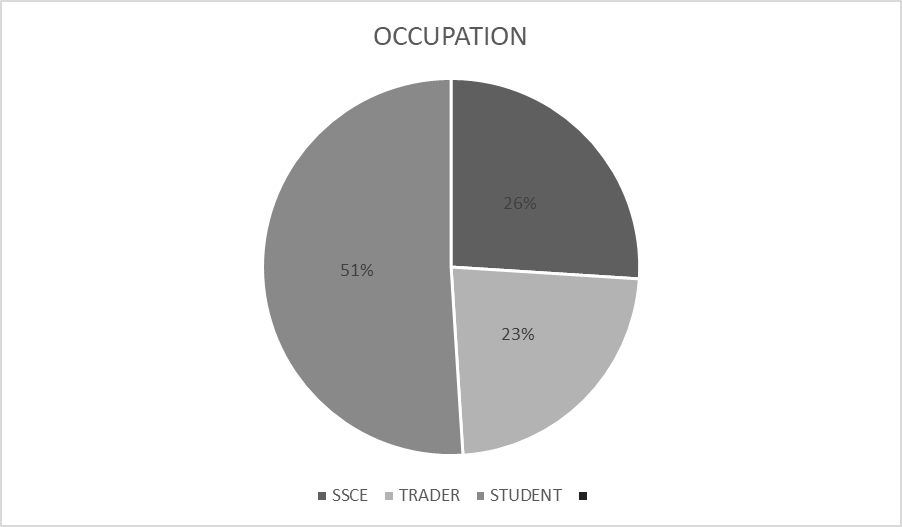 OCCUPATION
26%
51%
23%
SSCE TRADER STUDENT